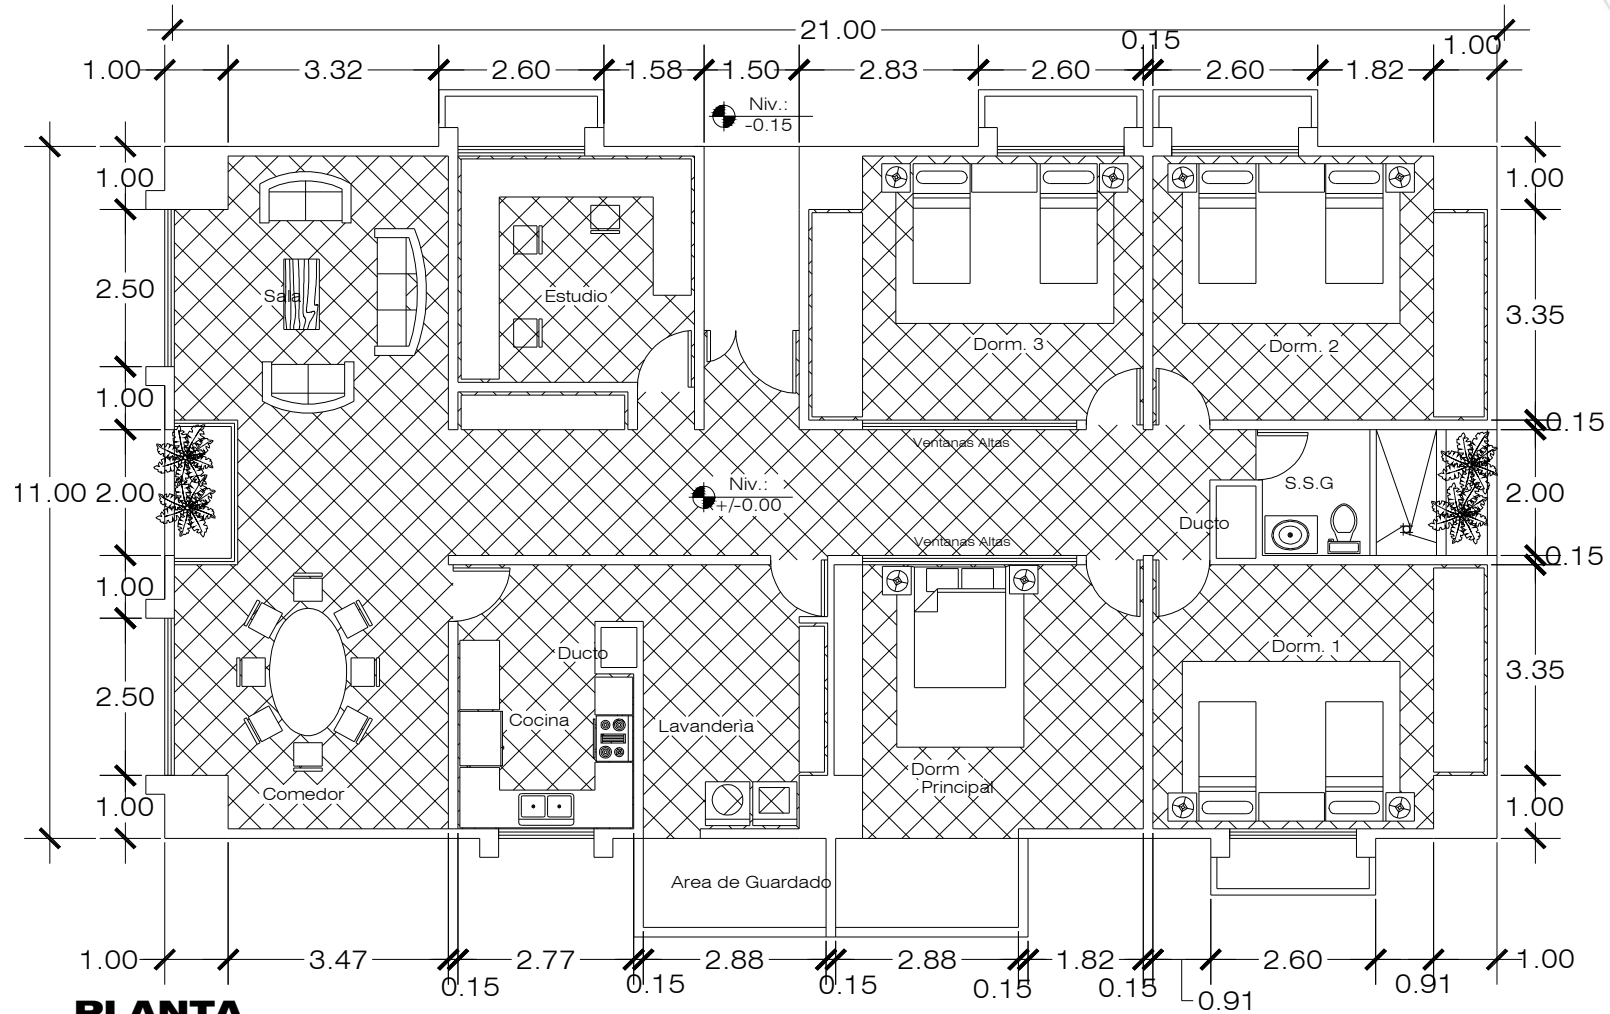 21.00
0.15
1.00
1.00
3.32
2.60
1.58
1.50
2.83
2.60
2.60
1.82
Niv.:
-0.15
1.00
1.00
2.50
Sala
Estudio
3.35
Dorm. 3
Dorm. 2
1.00
0.15
Ventanas Altas
11.00
2.00
Niv.:
+/-0.00
S.S.G
2.00
Ducto
Ventanas Altas
0.15
1.00
Ducto
Dorm. 1
3.35
2.50
Cocina
Lavanderìa
Dorm
Principal
Comedor
1.00
1.00
Area de Guardado
1.00
3.47
2.77
2.88
2.88
1.82
2.60
1.00
0.15
0.15
0.15
0.15
0.15
0.91
0.91
PLANTA